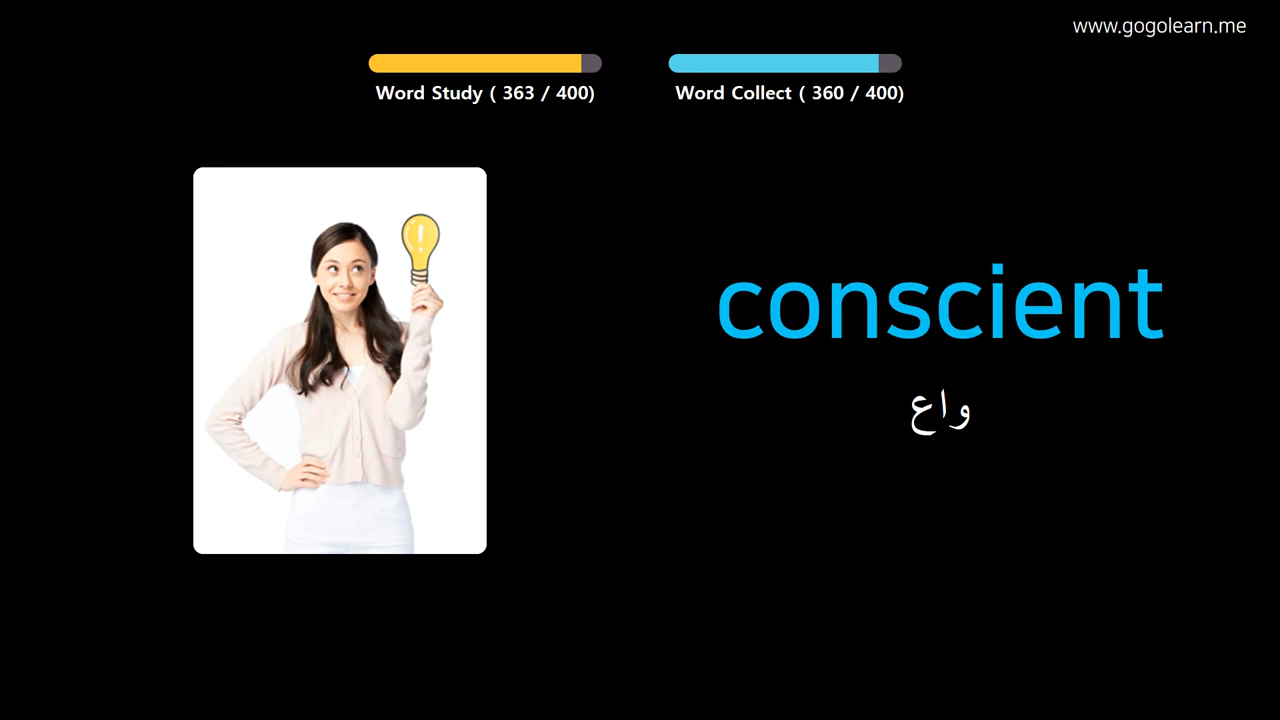 www.gogolearn.me
Word Study ( 363 / 400)
Word Collect ( 360 / 400)
conscient
واع